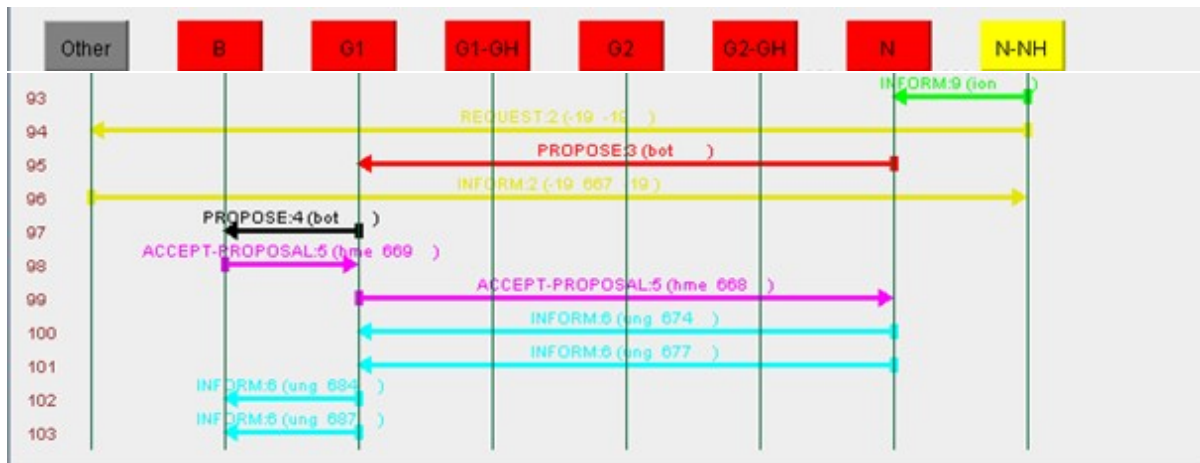 Other B G1 G1-GH G2 G2-GH N N-NH
93 INFORM:9 (ion )
94 REQUEST:2 (-19 -19 )
95 PROPOSE:3 (bot )
96 INFORM:2 (-19 667 -19 )
97 PROPOSE:4 (bot )
98 ACCEPT-PROPOSAL:5 (hme 669 )
99 ACCEPT-PROPOSAL:5 (hme 668 )
100 INFORM:6 (ung 674 )
101 INFORM:6 (ung 677 )
102 INFORM:6 (ung 684 )
103 INFORM:6 (ung 687 )